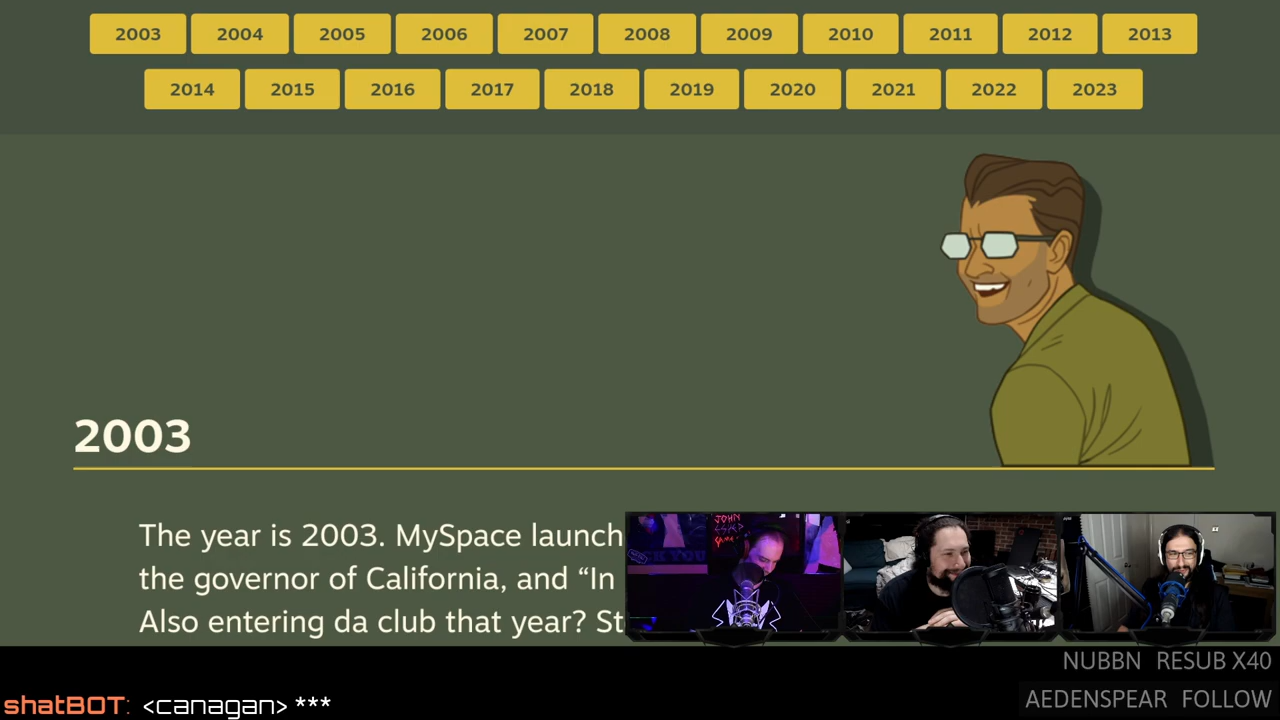 2003 2004 2005 2006 2007 2008 2009 2010 2011 2012 2013
2014 2015 2016 2017 2018 2019 2020 2021 2022 2023
2003
The year is 2003. MySpace launch
the governor of California, and “In
Also entering da club that year? St
JOHN
NUBBN RESUB X40
AEDENSPEAR FOLLOW
shatBOT: <canagan> ***